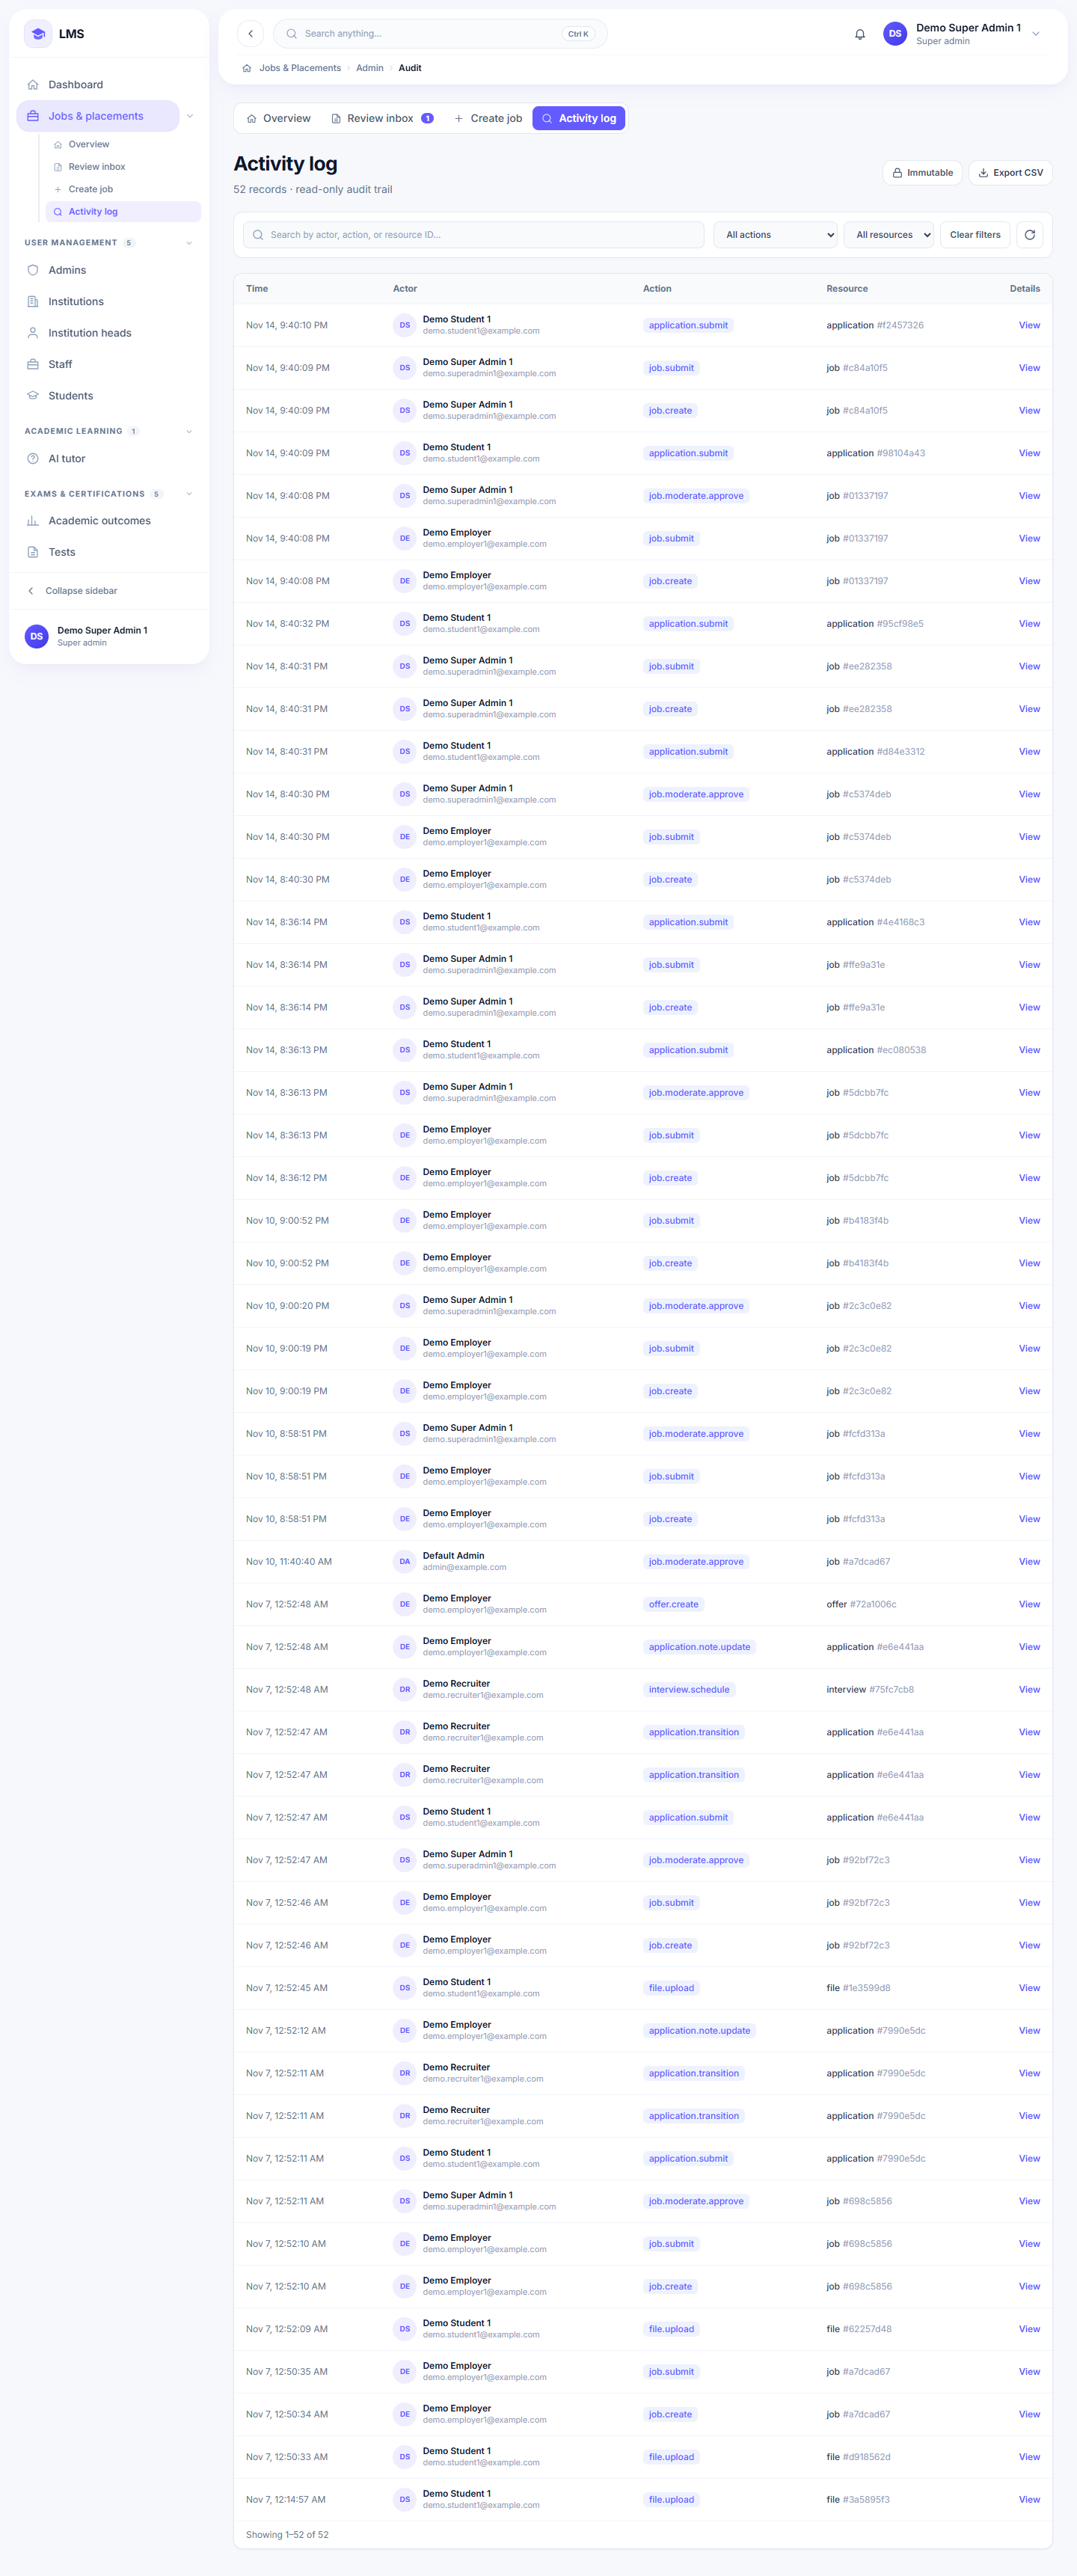 LMS
Dashboard
Jobs & placements
Overview
Review inbox
Create job
Activity log
USER MANAGEMENT 5
Admins
Institutions
Institution heads
Staff
Students
ACADEMIC LEARNING 1
AI tutor
EXAMS & CERTIFICATIONS 5
Academic outcomes
Tests
Collapse sidebar
DS Demo Super Admin 1
Super admin
Search anything... Ctrl K
DS Demo Super Admin 1
Super admin
Jobs & Placements › Admin › Audit
Overview Review inbox 1 Create job Activity log
Activity log
52 records · read-only audit trail
Immutable Export CSV
Search by actor, action, or resource ID... All actions All resources Clear filters
Time Actor Action Resource Details
Nov 14, 9:40:10 PM DS Demo Student 1 application.submit application #f2457326 View
demo.student1@example.com
Nov 14, 9:40:09 PM DS Demo Super Admin 1 job.submit job #c84a10f5 View
demo.superadmin1@example.com
Nov 14, 9:40:09 PM DS Demo Super Admin 1 job.create job #c84a10f5 View
demo.superadmin1@example.com
Nov 14, 9:40:09 PM DS Demo Student 1 application.submit application #98104a43 View
demo.student1@example.com
Nov 14, 9:40:08 PM DS Demo Super Admin 1 job.moderate.approve job #01337197 View
demo.superadmin1@example.com
Nov 14, 9:40:08 PM DE Demo Employer job.submit job #01337197 View
demo.employer1@example.com
Nov 14, 9:40:08 PM DE Demo Employer job.create job #01337197 View
demo.employer1@example.com
Nov 14, 8:40:32 PM DS Demo Student 1 application.submit application #95cf98e5 View
demo.student1@example.com
Nov 14, 8:40:31 PM DS Demo Super Admin 1 job.submit job #ee282358 View
demo.superadmin1@example.com
Nov 14, 8:40:31 PM DS Demo Super Admin 1 job.create job #ee282358 View
demo.superadmin1@example.com
Nov 14, 8:40:31 PM DS Demo Student 1 application.submit application #d84e3312 View
demo.student1@example.com
Nov 14, 8:40:30 PM DS Demo Super Admin 1 job.moderate.approve job #c5374deb View
demo.superadmin1@example.com
Nov 14, 8:40:30 PM DE Demo Employer job.submit job #c5374deb View
demo.employer1@example.com
Nov 14, 8:40:30 PM DE Demo Employer job.create job #c5374deb View
demo.employer1@example.com
Nov 14, 8:36:14 PM DS Demo Student 1 application.submit application #4e4168c3 View
demo.student1@example.com
Nov 14, 8:36:14 PM DS Demo Super Admin 1 job.submit job #ffe9a31e View
demo.superadmin1@example.com
Nov 14, 8:36:14 PM DS Demo Super Admin 1 job.create job #ffe9a31e View
demo.superadmin1@example.com
Nov 14, 8:36:13 PM DS Demo Student 1 application.submit application #ec080538 View
demo.student1@example.com
Nov 14, 8:36:13 PM DS Demo Super Admin 1 job.moderate.approve job #5dcbb7fc View
demo.superadmin1@example.com
Nov 14, 8:36:13 PM DE Demo Employer job.submit job #5dcbb7fc View
demo.employer1@example.com
Nov 14, 8:36:12 PM DE Demo Employer job.create job #5dcbb7fc View
demo.employer1@example.com
Nov 10, 9:00:52 PM DE Demo Employer job.submit job #b4183f4b View
demo.employer1@example.com
Nov 10, 9:00:52 PM DE Demo Employer job.create job #b4183f4b View
demo.employer1@example.com
Nov 10, 9:00:20 PM DS Demo Super Admin 1 job.moderate.approve job #2c3c0e82 View
demo.superadmin1@example.com
Nov 10, 9:00:19 PM DE Demo Employer job.submit job #2c3c0e82 View
demo.employer1@example.com
Nov 10, 9:00:19 PM DE Demo Employer job.create job #2c3c0e82 View
demo.employer1@example.com
Nov 10, 8:58:51 PM DS Demo Super Admin 1 job.moderate.approve job #fcfd313a View
demo.superadmin1@example.com
Nov 10, 8:58:51 PM DE Demo Employer job.submit job #fcfd313a View
demo.employer1@example.com
Nov 10, 8:58:51 PM DE Demo Employer job.create job #fcfd313a View
demo.employer1@example.com
Nov 10, 11:40:40 AM DA Default Admin job.moderate.approve job #a7dcad67 View
admin@example.com
Nov 7, 12:52:48 AM DE Demo Employer offer.create offer #72a1006c View
demo.employer1@example.com
Nov 7, 12:52:48 AM DE Demo Employer application.note.update application #e6e441aa View
demo.employer1@example.com
Nov 7, 12:52:48 AM DR Demo Recruiter interview.schedule interview #75fc7cb8 View
demo.recruiter1@example.com
Nov 7, 12:52:47 AM DR Demo Recruiter application.transition application #e6e441aa View
demo.recruiter1@example.com
Nov 7, 12:52:47 AM DR Demo Recruiter application.transition application #e6e441aa View
demo.recruiter1@example.com
Nov 7, 12:52:47 AM DS Demo Student 1 application.submit application #e6e441aa View
demo.student1@example.com
Nov 7, 12:52:47 AM DS Demo Super Admin 1 job.moderate.approve job #92bf72c3 View
demo.superadmin1@example.com
Nov 7, 12:52:46 AM DE Demo Employer job.submit job #92bf72c3 View
demo.employer1@example.com
Nov 7, 12:52:46 AM DE Demo Employer job.create job #92bf72c3 View
demo.employer1@example.com
Nov 7, 12:52:45 AM DS Demo Student 1 file.upload file #1e3599d8 View
demo.student1@example.com
Nov 7, 12:52:12 AM DE Demo Employer application.note.update application #7990e5dc View
demo.employer1@example.com
Nov 7, 12:52:11 AM DR Demo Recruiter application.transition application #7990e5dc View
demo.recruiter1@example.com
Nov 7, 12:52:11 AM DR Demo Recruiter application.transition application #7990e5dc View
demo.recruiter1@example.com
Nov 7, 12:52:11 AM DS Demo Student 1 application.submit application #7990e5dc View
demo.student1@example.com
Nov 7, 12:52:11 AM DS Demo Super Admin 1 job.moderate.approve job #698c5856 View
demo.superadmin1@example.com
Nov 7, 12:52:10 AM DE Demo Employer job.submit job #698c5856 View
demo.employer1@example.com
Nov 7, 12:52:10 AM DE Demo Employer job.create job #698c5856 View
demo.employer1@example.com
Nov 7, 12:52:09 AM DS Demo Student 1 file.upload file #62257d48 View
demo.student1@example.com
Nov 7, 12:50:35 AM DE Demo Employer job.submit job #a7dcad67 View
demo.employer1@example.com
Nov 7, 12:50:34 AM DE Demo Employer job.create job #a7dcad67 View
demo.employer1@example.com
Nov 7, 12:50:33 AM DS Demo Student 1 file.upload file #d918562d View
demo.student1@example.com
Nov 7, 12:14:57 AM DS Demo Student 1 file.upload file #3a5895f3 View
demo.student1@example.com
Showing 1–52 of 52